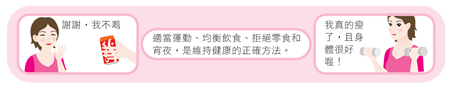 謝謝，我不喝
適當運動、均衡飲食、拒絕零食和
宵夜，是維持健康的正確方法。
我真的瘦
了，且身
體很好
喔！